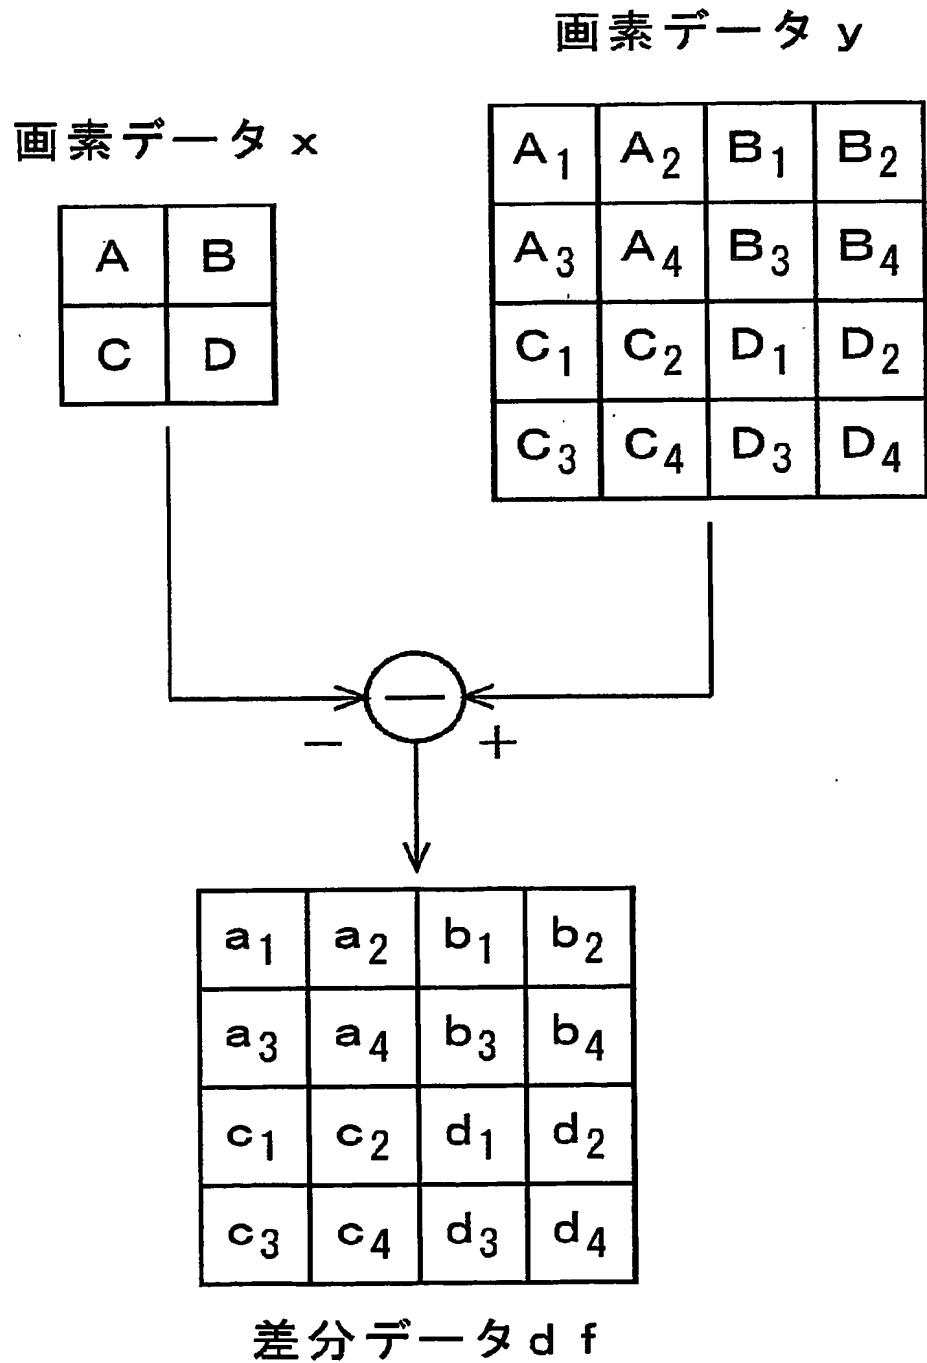 画素データ y
画素データ x
A₁ A₂ B₁ B₂
A₃ A₄ B₃ B₄
C₁ C₂ D₁ D₂
C₃ C₄ D₃ D₄
A B
C D
− +
a₁ a₂ b₁ b₂
a₃ a₄ b₃ b₄
c₁ c₂ d₁ d₂
c₃ c₄ d₃ d₄
差分データ d f